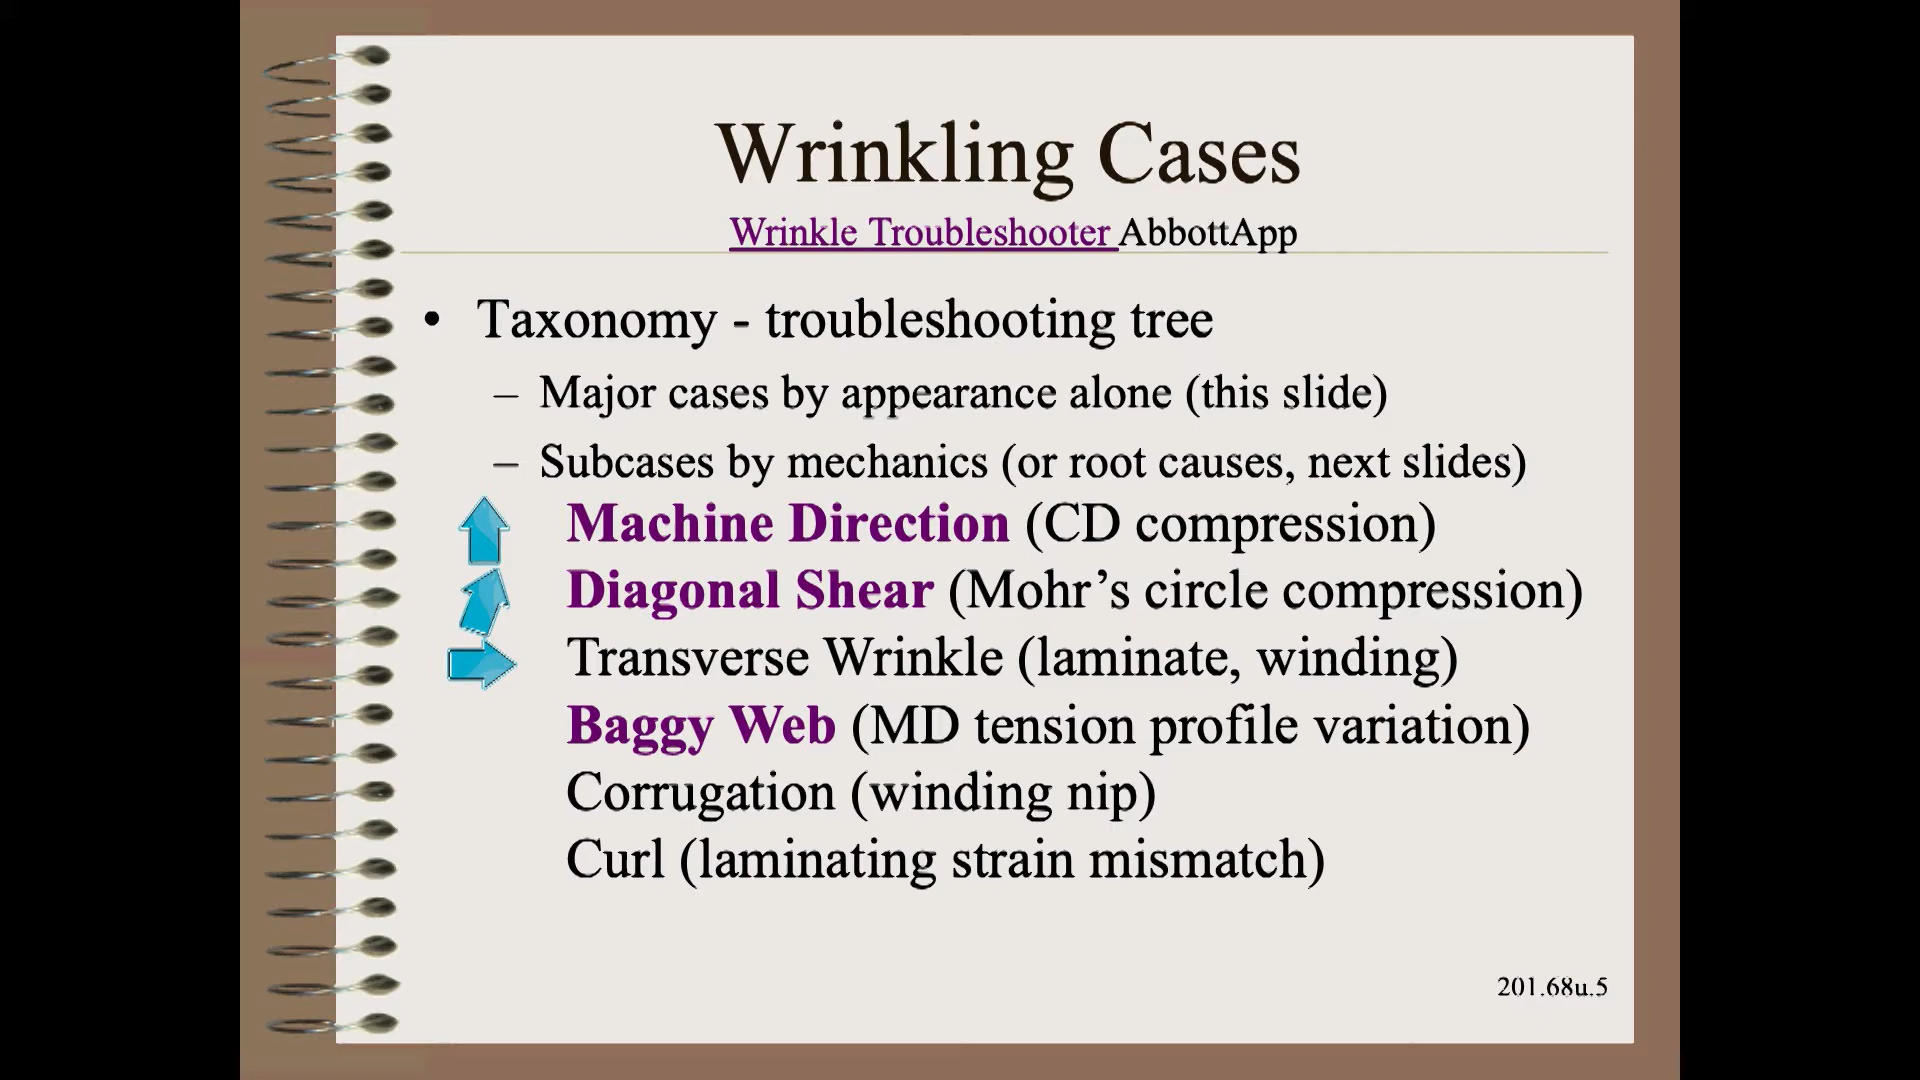 Wrinkling Cases
Wrinkle Troubleshooter AbbottApp
• Taxonomy - troubleshooting tree
– Major cases by appearance alone (this slide)
– Subcases by mechanics (or root causes, next slides)
Machine Direction (CD compression)
Diagonal Shear (Mohr’s circle compression)
Transverse Wrinkle (laminate, winding)
Baggy Web (MD tension profile variation)
Corrugation (winding nip)
Curl (laminating strain mismatch)
201.68u.5